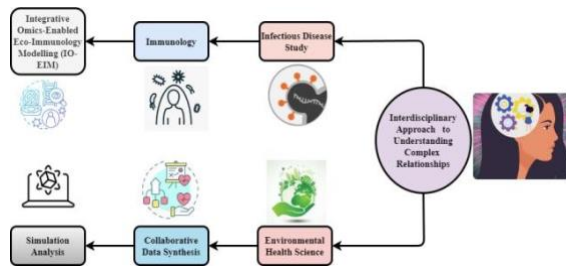 Integrative
Omics-Enabled
Eco-Immunology
Modelling (IO-
EIM)
Immunology
Infectious Disease
Study
Interdisciplinary
Approach to
Understanding
Complex
Relationships
Simulation
Analysis
Collaborative
Data Synthesis
Environmental
Health Science